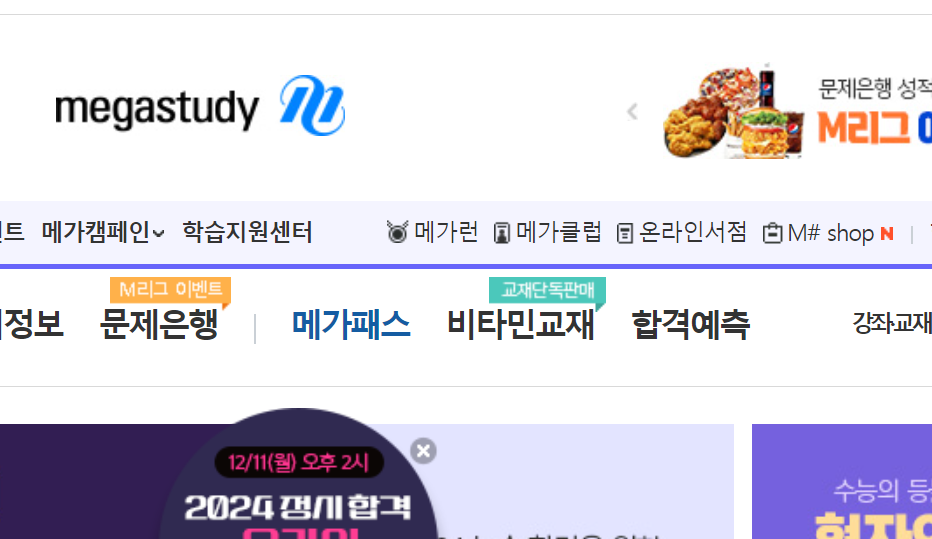 megastudy
문제은행 성적
M리그
메가캠페인 학습지원센터 메가런 메가클럽 온라인서점 M# shop N
M리그 이벤트
교재단독판매
정보 문제은행 메가패스 비타민교재 합격예측 강좌·교재
12/11(월) 오후 2시
2024 정시 합격
수능의